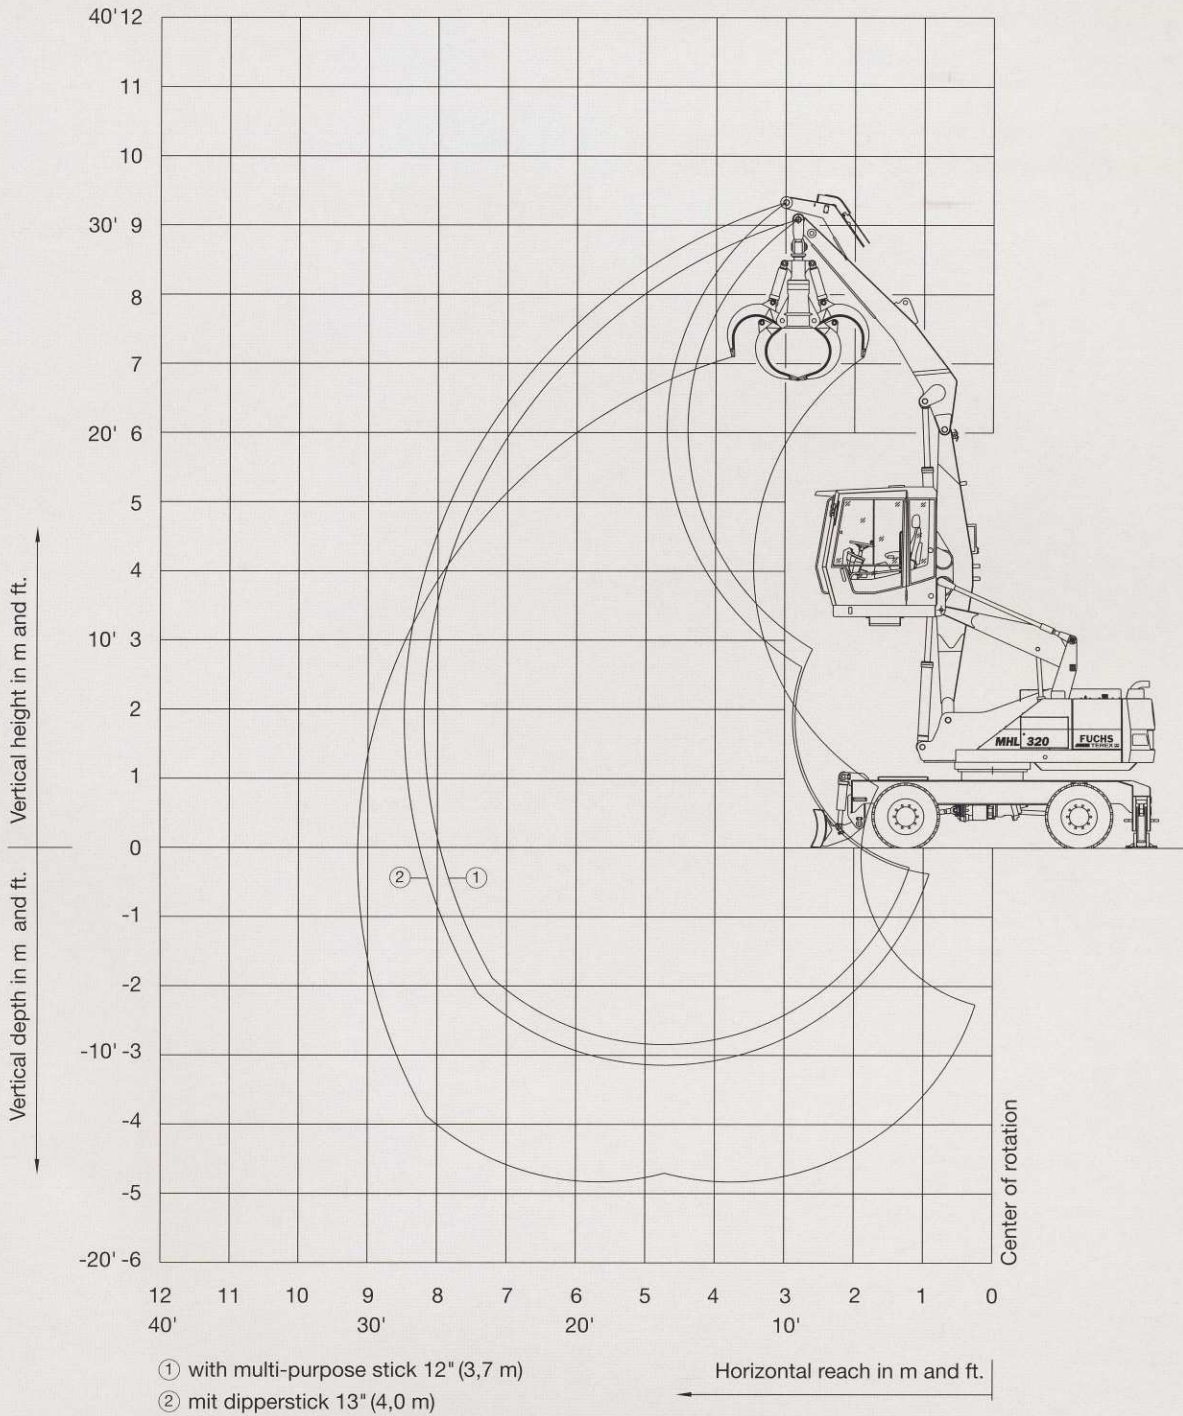 40' 12
11
10
30' 9
8
7
20' 6
5
4
10' 3
2
1
0
-1
-2
-10' -3
-4
-5
-20' -6
Vertical height in m and ft.
Vertical depth in m and ft.
MHL 320
FUCHS
TEREX
② ①
Center of rotation
12 11 10 9 8 7 6 5 4 3 2 1 0
40' 30' 20' 10'
① with multi-purpose stick 12" (3,7 m)
② mit dipperstick 13" (4,0 m)
Horizontal reach in m and ft.